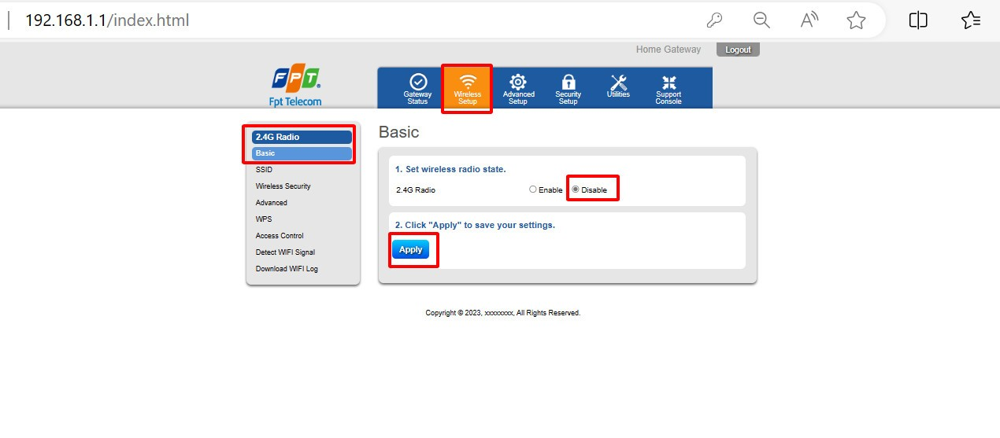 192.168.1.1/index.html
Home Gateway
Logout
FPT
Fpt Telecom
Gateway
Status
Wireless
Setup
Advanced
Setup
Security
Setup
Utilities
Support
Console
2.4G Radio
Basic
SSID
Wireless Security
Advanced
WPS
Access Control
Detect WIFI Signal
Download WIFI Log
Basic
1. Set wireless radio state.
2.4G Radio Enable Disable
2. Click "Apply" to save your settings.
Apply
Copyright © 2023, xxxxxxxx, All Rights Reserved.